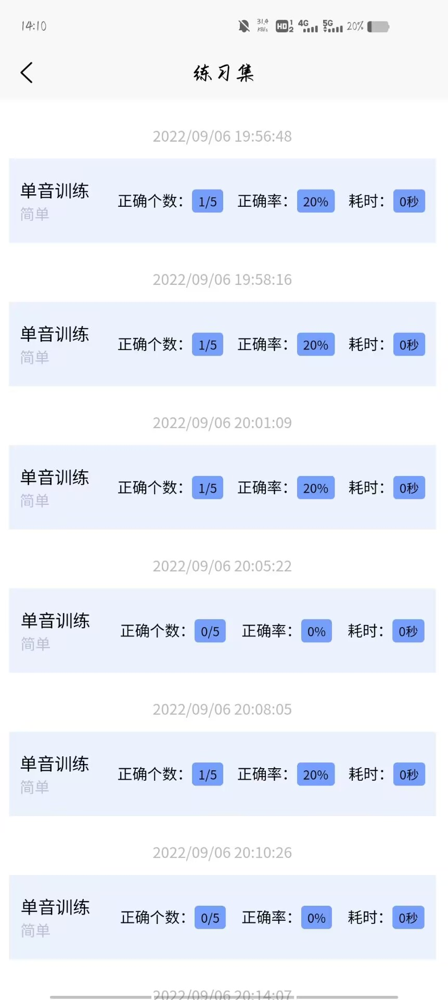 14:10 31.4 KB/s HD 1 2 4G 5G 20%
练习集
2022/09/06 19:56:48
单音训练 正确个数： 1/5 正确率： 20% 耗时： 0秒
简单
2022/09/06 19:58:16
单音训练 正确个数： 1/5 正确率： 20% 耗时： 0秒
简单
2022/09/06 20:01:09
单音训练 正确个数： 1/5 正确率： 20% 耗时： 0秒
简单
2022/09/06 20:05:22
单音训练 正确个数： 0/5 正确率： 0% 耗时： 0秒
简单
2022/09/06 20:08:05
单音训练 正确个数： 1/5 正确率： 20% 耗时： 0秒
简单
2022/09/06 20:10:26
单音训练 正确个数： 0/5 正确率： 0% 耗时： 0秒
简单
2022/09/06 20:14:07